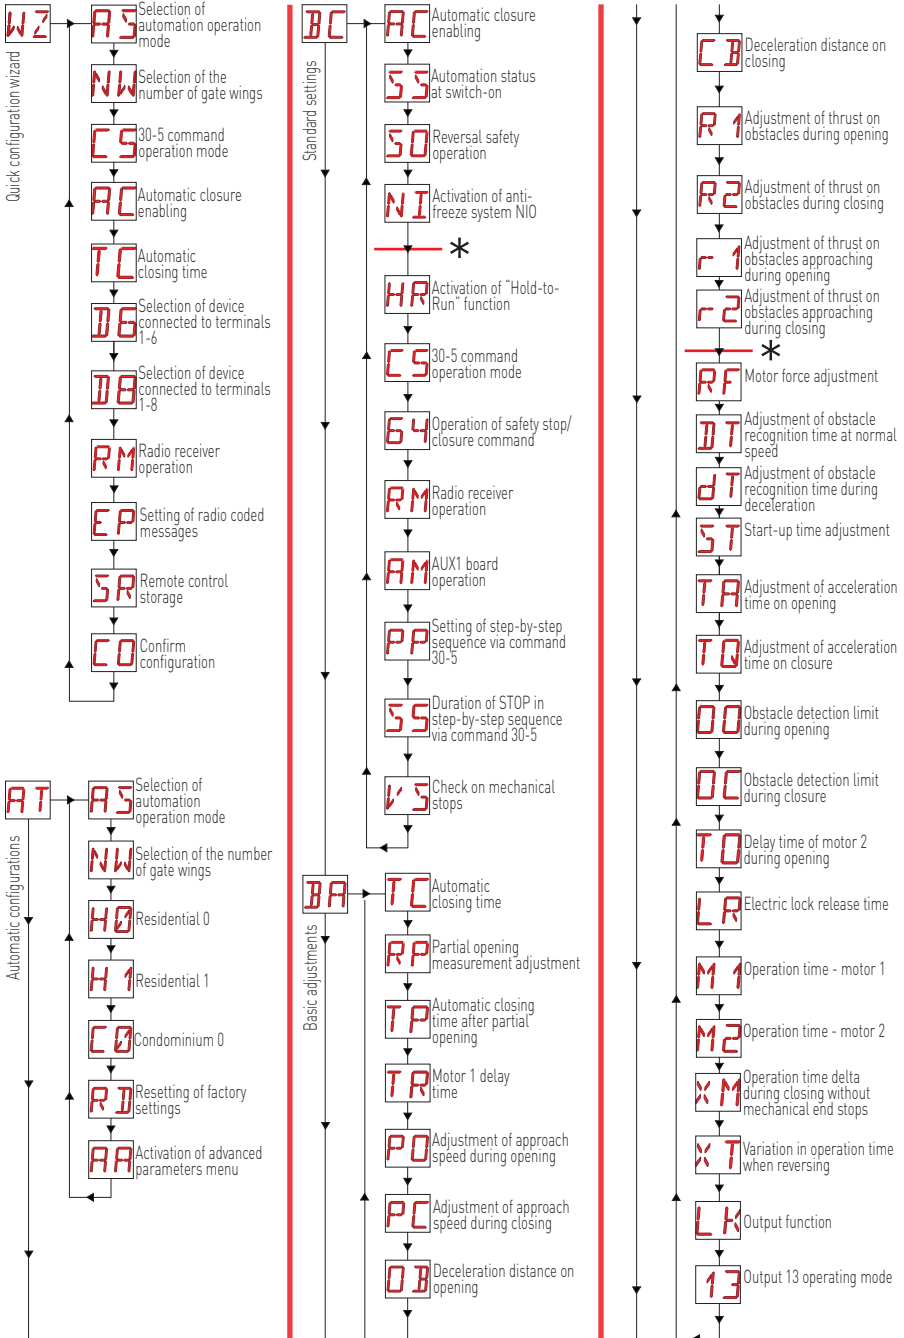 WZ
Quick configuration wizard
AS
Selection of
automation operation
mode
NW
Selection of the
number of gate wings
CS
30-5 command
operation mode
AC
Automatic closure
enabling
TC
Automatic
closing time
D6
Selection of device
connected to terminals
1-6
D8
Selection of device
connected to terminals
1-8
RM
Radio receiver
operation
EP
Setting of radio coded
messages
SR
Remote control
storage
CO
Confirm
configuration
AT
Automatic configurations
AS
Selection of
automation
operation mode
NW
Selection of the number
of gate wings
H0
Residential 0
H1
Residential 1
C0
Condominium 0
RD
Resetting of factory
settings
AA
Activation of advanced
parameters menu
BC
Standard settings
AC
Automatic closure
enabling
SS
Automation status
at switch-on
SO
Reversal safety
operation
NI
Activation of anti-
freeze system NIO
*
HR
Activation of “Hold-to-
Run” function
CS
30-5 command
operation mode
64
Operation of safety stop/
closure command
RM
Radio receiver
operation
AM
AUX1 board
operation
PP
Setting of step-by-step
sequence via command
30-5
S5
Duration of STOP in
step-by-step sequence
via command 30-5
VS
Check on mechanical
stops
BA
Basic adjustments
TC
Automatic
closing time
RP
Partial opening
measurement adjustment
TP
Automatic closing
time after partial
opening
TR
Motor 1 delay
time
PO
Adjustment of approach
speed during opening
PC
Adjustment of approach
speed during closing
OB
Deceleration distance on
opening
CB
Deceleration distance on
closing
R1
Adjustment of thrust on
obstacles during opening
R2
Adjustment of thrust on
obstacles during closing
r1
Adjustment of thrust on
obstacles approaching
during opening
r2
Adjustment of thrust on
obstacles approaching
during closing
*
RF
Motor force adjustment
DT
Adjustment of obstacle
recognition time at normal
speed
dT
Adjustment of obstacle
recognition time during
deceleration
ST
Start-up time adjustment
TA
Adjustment of acceleration
time on opening
TQ
Adjustment of acceleration
time on closure
OO
Obstacle detection limit
during opening
OC
Obstacle detection limit
during closure
TO
Delay time of motor 2
during opening
LR
Electric lock release time
M1
Operation time - motor 1
M2
Operation time - motor 2
XM
Operation time delta
during closing without
mechanical end stops
XT
Variation in operation time
when reversing
LK
Output function
13
Output 13 operating mode